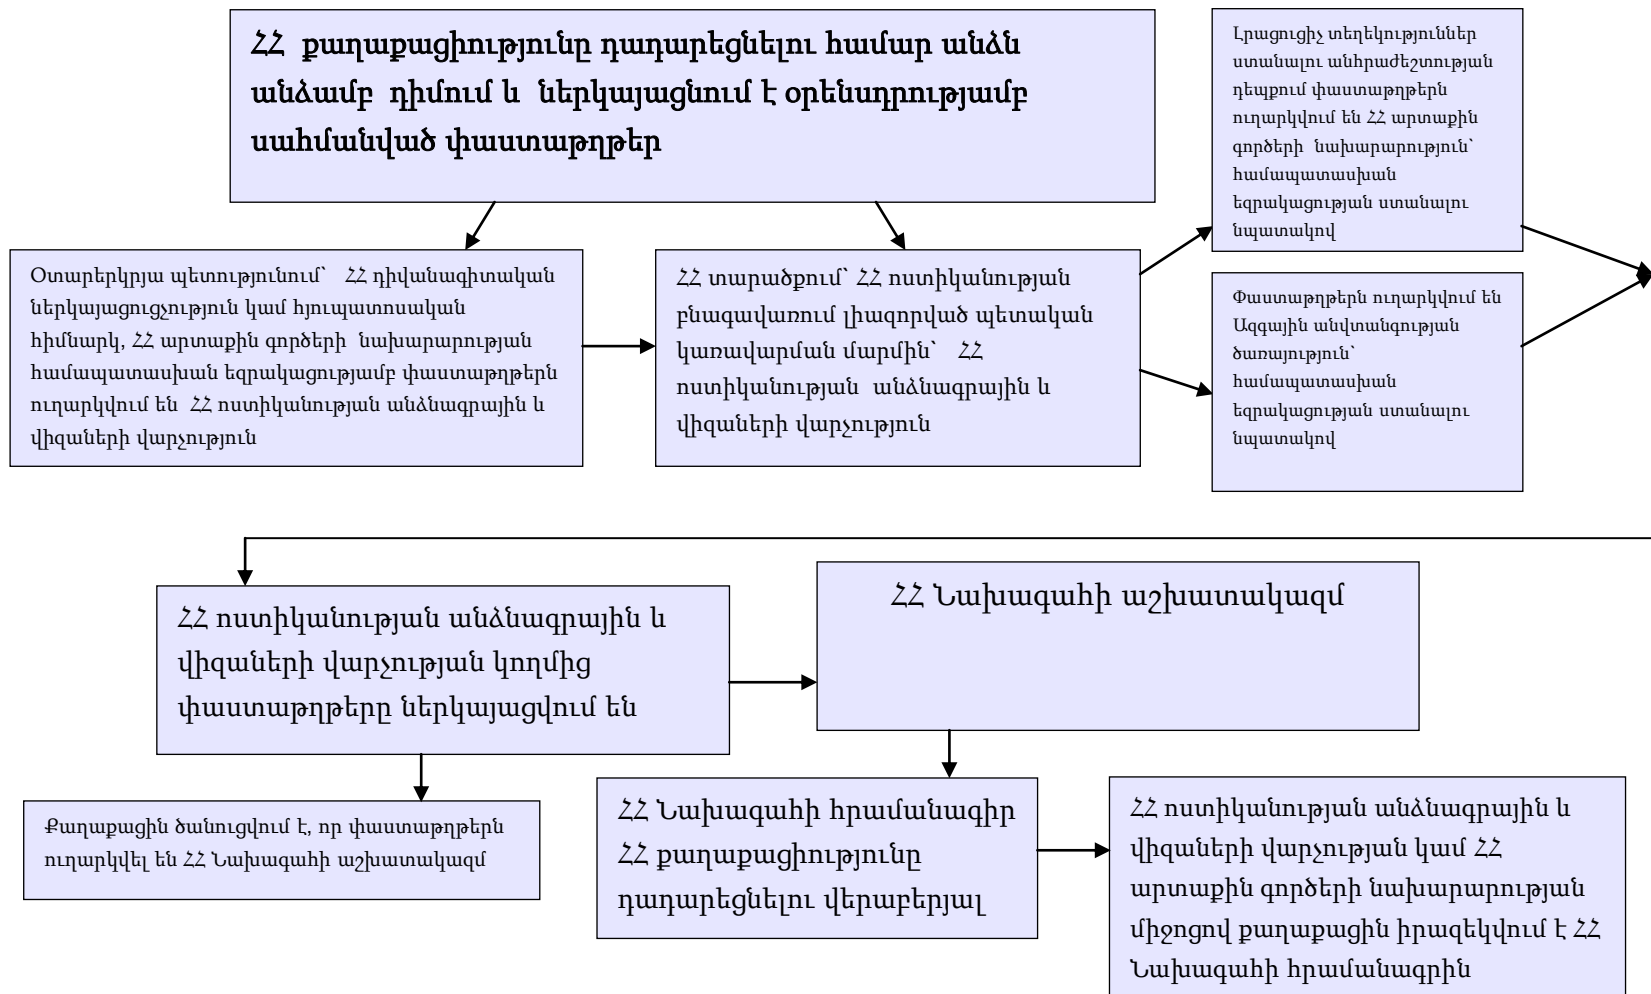 ՀՀ քաղաքացիությունը դադարեցնելու համար անձն
անձամբ դիմում և ներկայացնում է օրենսդրությամբ
սահմանված փաստաթղթեր
Լրացուցիչ տեղեկություններ
ստանալու անհրաժեշտության
դեպքում փաստաթղթերն
ուղարկվում են ՀՀ արտաքին
գործերի նախարարություն՝
համապատասխան
եզրակացության ստանալու
նպատակով
Օտարերկրյա պետությունում՝ ՀՀ դիվանագիտական
ներկայացուցչություն կամ հյուպատոսական
հիմնարկ, ՀՀ արտաքին գործերի նախարարության
համապատասխան եզրակացությամբ փաստաթղթերն
ուղարկվում են ՀՀ ոստիկանության անձնագրային և
վիզաների վարչություն
ՀՀ տարածքում՝ ՀՀ ոստիկանության
բնագավառում լիազորված պետական
կառավարման մարմին՝ ՀՀ
ոստիկանության անձնագրային և
վիզաների վարչություն
Փաստաթղթերն ուղարկվում են
Ազգային անվտանգության
ծառայություն՝
համապատասխան
եզրակացության ստանալու
նպատակով
ՀՀ ոստիկանության անձնագրային և
վիզաների վարչության կողմից
փաստաթղթերը ներկայացվում են
ՀՀ Նախագահի աշխատակազմ
Քաղաքացին ծանուցվում է, որ փաստաթղթերն
ուղարկվել են ՀՀ Նախագահի աշխատակազմ
ՀՀ Նախագահի հրամանագիր
ՀՀ քաղաքացիությունը
դադարեցնելու վերաբերյալ
ՀՀ ոստիկանության անձնագրային և
վիզաների վարչության կամ ՀՀ
արտաքին գործերի նախարարության
միջոցով քաղաքացին իրազեկվում է ՀՀ
Նախագահի հրամանագրին